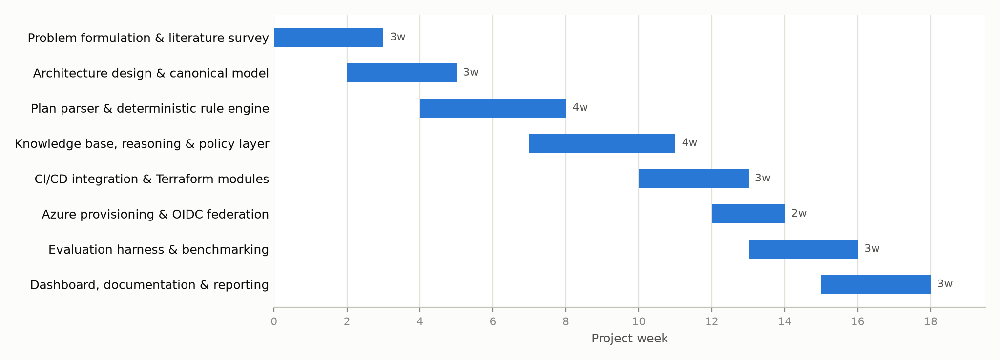 Problem formulation & literature survey 3w
Architecture design & canonical model 3w
Plan parser & deterministic rule engine 4w
Knowledge base, reasoning & policy layer 4w
CI/CD integration & Terraform modules 3w
Azure provisioning & OIDC federation 2w
Evaluation harness & benchmarking 3w
Dashboard, documentation & reporting 3w
0 2 4 6 8 10 12 14 16 18
Project week